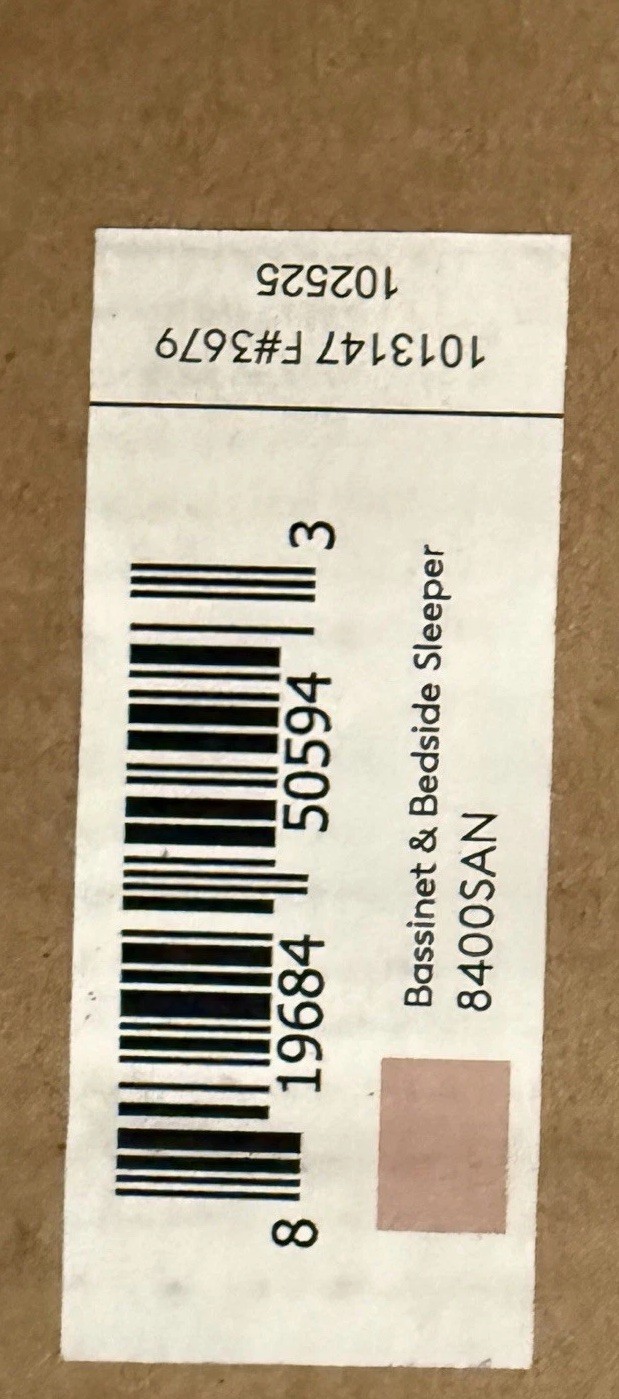 1013147 F#3679
102525
8 19684 50594 3
Bassinet & Bedside Sleeper
8400SAN